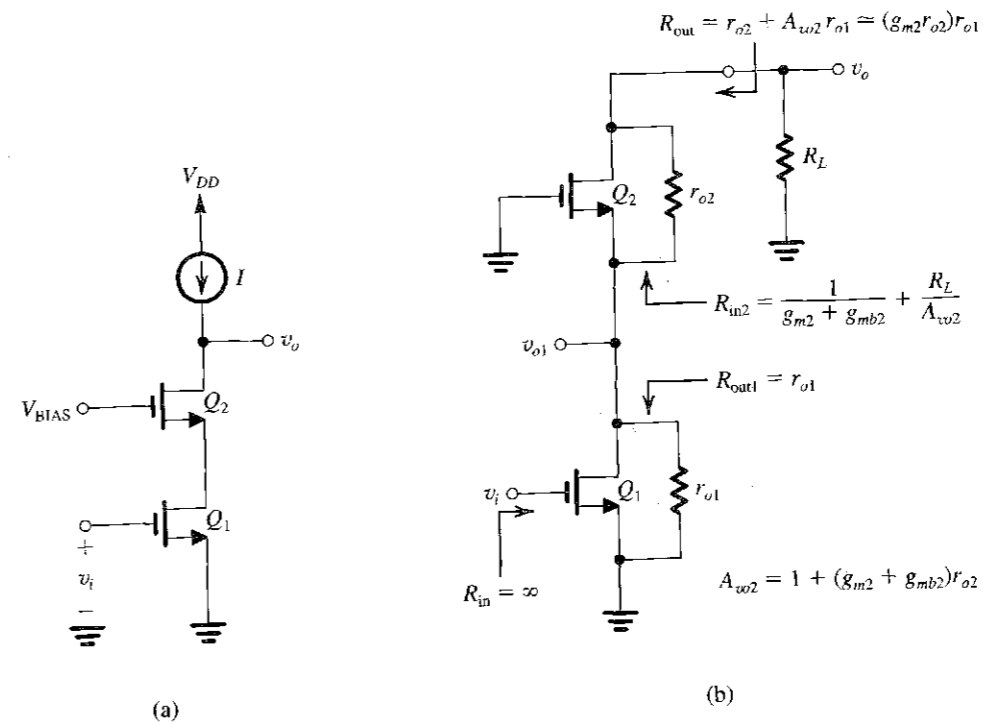 R_out = r_o2 + A_vo2 r_o1 ≃ (g_m2 r_o2)r_o1
v_o
R_L
V_DD
Q_2
r_o2
I
R_in2 = 1/(g_m2 + g_mb2) + R_L/A_vo2
v_o
v_o1
R_out1 = r_o1
V_BIAS
Q_2
v_i
Q_1
r_o1
Q_1
+
v_i
−
R_in = ∞
A_vo2 = 1 + (g_m2 + g_mb2)r_o2
(a)
(b)